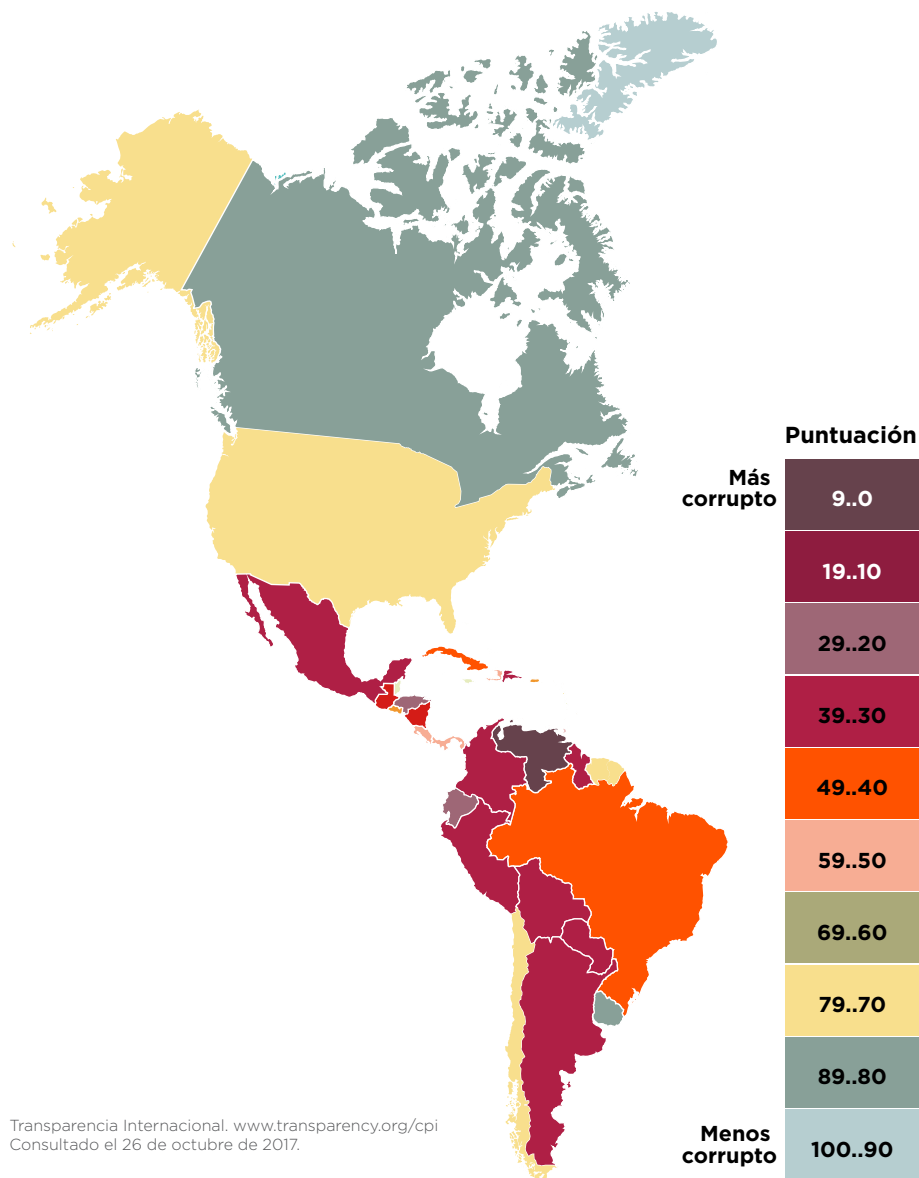 Puntuación
Más
corrupto
9..0
19..10
29..20
39..30
49..40
59..50
69..60
79..70
89..80
Menos
corrupto
100..90
Transparencia Internacional. www.transparency.org/cpi
Consultado el 26 de octubre de 2017.